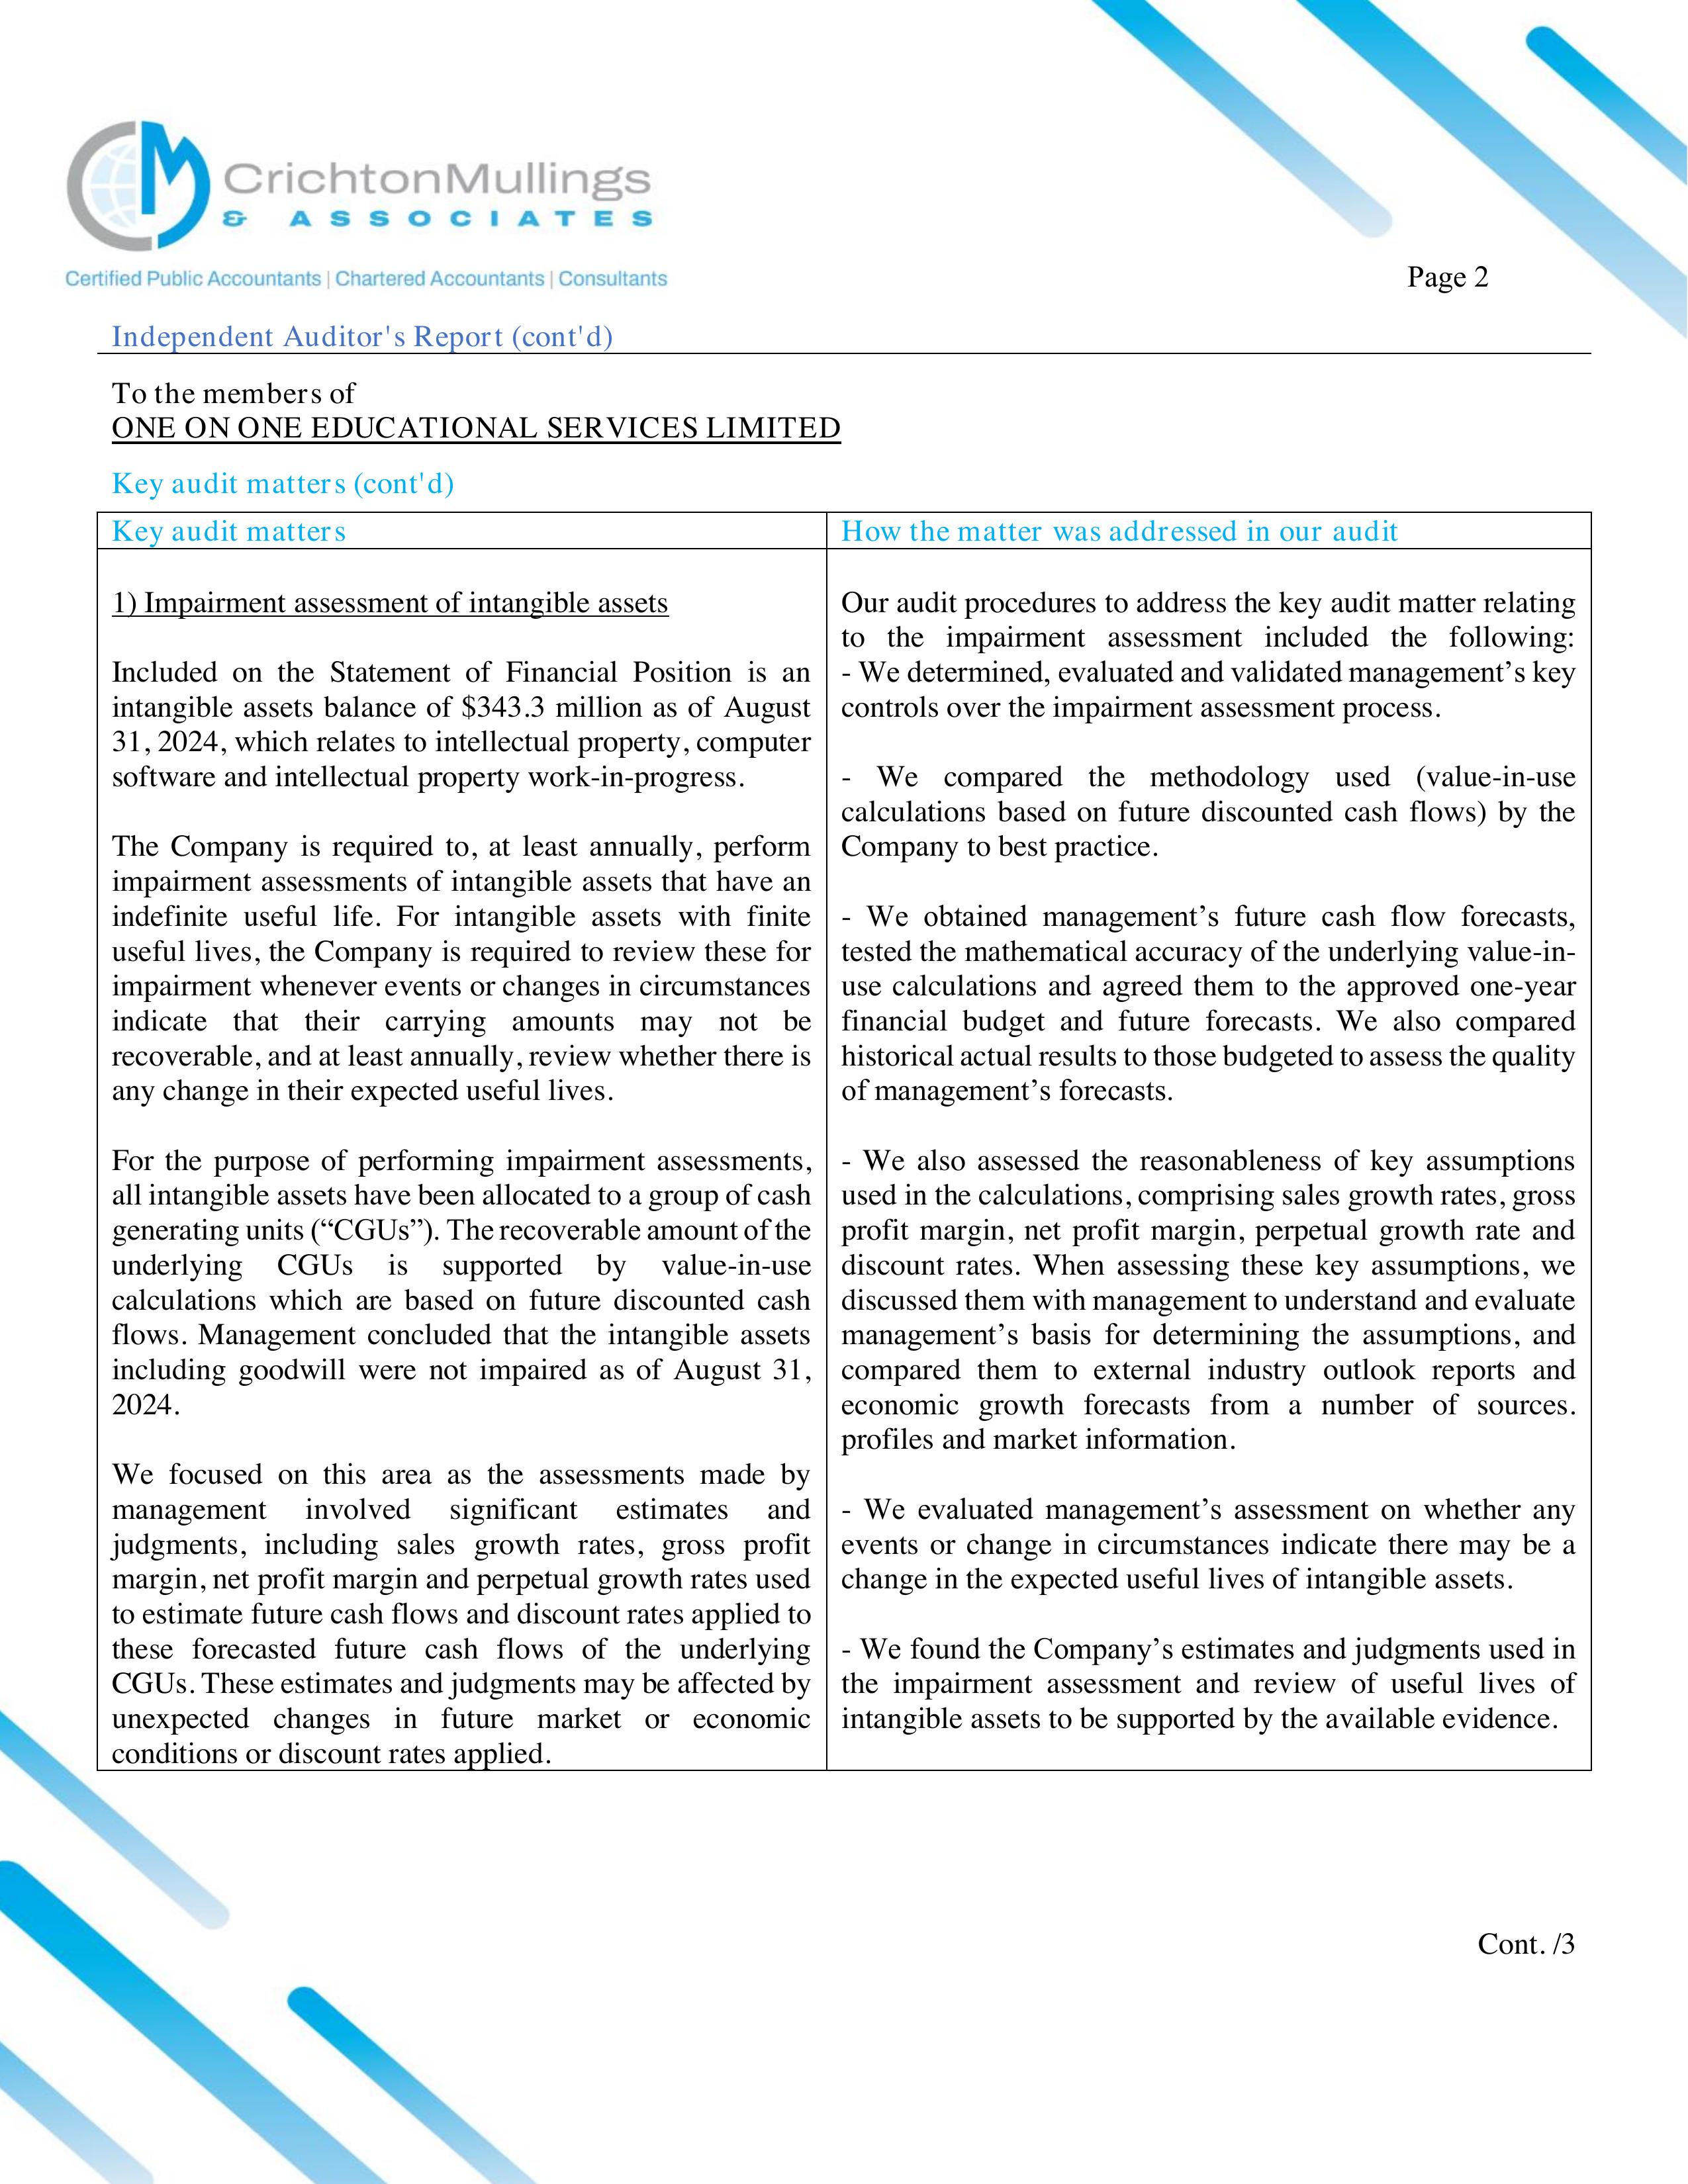 CrichtonMullings
& ASSOCIATES
Certified Public Accountants | Chartered Accountants | Consultants
Page 2
Independent Auditor's Report (cont'd)
To the members of
ONE ON ONE EDUCATIONAL SERVICES LIMITED
Key audit matters (cont'd)
Key audit matters
1) Impairment assessment of intangible assets
Included on the Statement of Financial Position is an
intangible assets balance of $343.3 million as of August
31, 2024, which relates to intellectual property, computer
software and intellectual property work-in-progress.
The Company is required to, at least annually, perform
impairment assessments of intangible assets that have an
indefinite useful life. For intangible assets with finite
useful lives, the Company is required to review these for
impairment whenever events or changes in circumstances
indicate that their carrying amounts may not be
recoverable, and at least annually, review whether there is
any change in their expected useful lives.
For the purpose of performing impairment assessments,
all intangible assets have been allocated to a group of cash
generating units (“CGUs”). The recoverable amount of the
underlying CGUs is supported by value-in-use
calculations which are based on future discounted cash
flows. Management concluded that the intangible assets
including goodwill were not impaired as of August 31,
2024.
We focused on this area as the assessments made by
management involved significant estimates and
judgments, including sales growth rates, gross profit
margin, net profit margin and perpetual growth rates used
to estimate future cash flows and discount rates applied to
these forecasted future cash flows of the underlying
CGUs. These estimates and judgments may be affected by
unexpected changes in future market or economic
conditions or discount rates applied.
How the matter was addressed in our audit
Our audit procedures to address the key audit matter relating
to the impairment assessment included the following:
- We determined, evaluated and validated management’s key
controls over the impairment assessment process.
- We compared the methodology used (value-in-use
calculations based on future discounted cash flows) by the
Company to best practice.
- We obtained management’s future cash flow forecasts,
tested the mathematical accuracy of the underlying value-in-
use calculations and agreed them to the approved one-year
financial budget and future forecasts. We also compared
historical actual results to those budgeted to assess the quality
of management’s forecasts.
- We also assessed the reasonableness of key assumptions
used in the calculations, comprising sales growth rates, gross
profit margin, net profit margin, perpetual growth rate and
discount rates. When assessing these key assumptions, we
discussed them with management to understand and evaluate
management’s basis for determining the assumptions, and
compared them to external industry outlook reports and
economic growth forecasts from a number of sources.
profiles and market information.
- We evaluated management’s assessment on whether any
events or change in circumstances indicate there may be a
change in the expected useful lives of intangible assets.
- We found the Company’s estimates and judgments used in
the impairment assessment and review of useful lives of
intangible assets to be supported by the available evidence.
Cont. /3